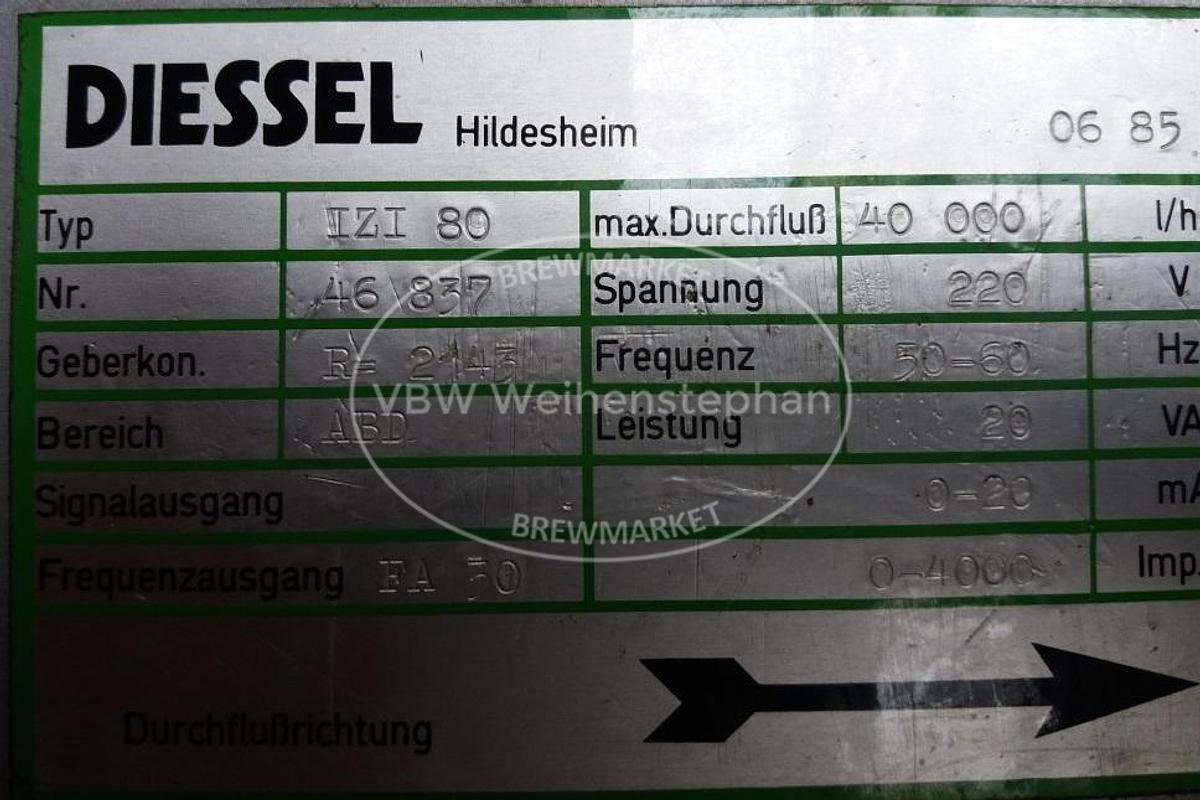 DIESSEL Hildesheim 06 85
Typ IZI 80 max.Durchfluß 40 000 l/h
Nr. 46 837 Spannung 220 V
Geberkon. R= 2143 Frequenz 50-60 Hz
Bereich ABD Leistung 20 VA
Signalausgang 0-20 mA
Frequenzausgang FA 50 0-4000 Imp.
Durchflußrichtung
BREWMARKET
VBW Weihenstephan
BREWMARKET